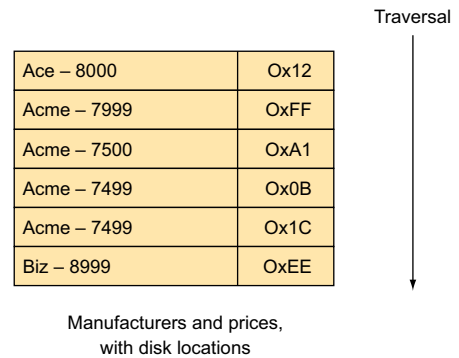 Traversal
Ace – 8000 Ox12
Acme – 7999 OxFF
Acme – 7500 OxA1
Acme – 7499 Ox0B
Acme – 7499 Ox1C
Biz – 8999 OxEE
Manufacturers and prices,
with disk locations